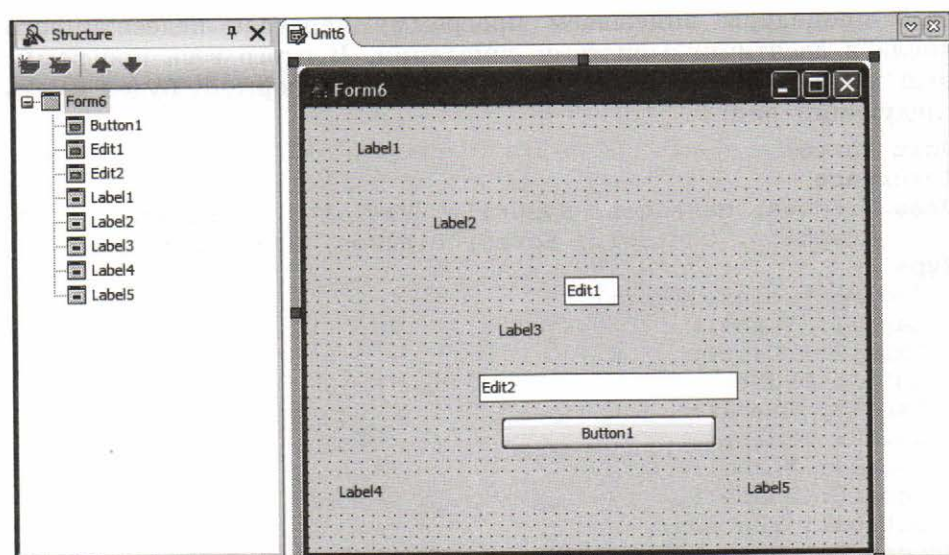 Structure
Form6
Button1
Edit1
Edit2
Label1
Label2
Label3
Label4
Label5
Unit6
Form6
Label1
Label2
Edit1
Label3
Edit2
Button1
Label4
Label5